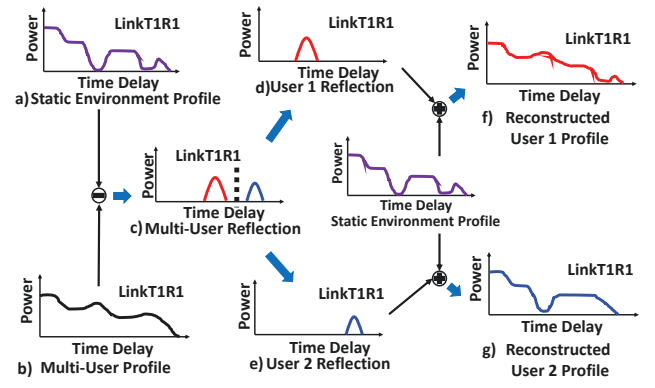 Power
LinkT1R1
Time Delay
a) Static Environment Profile
Power
LinkT1R1
Time Delay
d) User 1 Reflection
Power
LinkT1R1
Time Delay
f) Reconstructed
User 1 Profile
Power
LinkT1R1
Time Delay
c) Multi-User Reflection
Power
Time Delay
Static Environment Profile
Power
LinkT1R1
Time Delay
b) Multi-User Profile
Power
LinkT1R1
Time Delay
e) User 2 Reflection
Power
LinkT1R1
Time Delay
g) Reconstructed
User 2 Profile